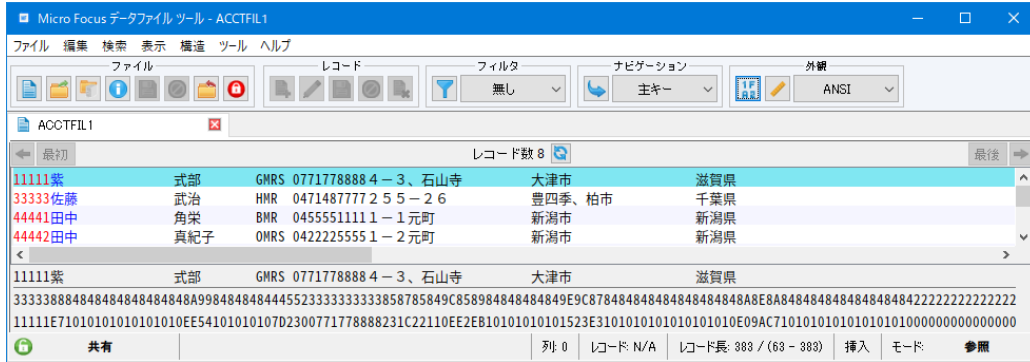 Micro Focus データファイル ツール - ACCTFIL1
ファイル 編集 検索 表示 構造 ツール ヘルプ
ファイル レコード フィルタ ナビゲーション 外観
無し 主キー ANSI
ACCTFIL1
最初 レコード数 8 最後
11111紫 式部 GMRS 0771778888４－３、石山寺 大津市 滋賀県
33333佐藤 武治 HMR 0471487777２５５－２６ 豊四季、柏市 千葉県
44441田中 角栄 BMR 0455551111１－１元町 新潟市 新潟県
44442田中 真紀子 OMRS 0422225555１－２元町 新潟市 新潟県
11111紫 式部 GMRS 0771778888４－３、石山寺 大津市 滋賀県
共有 列: 0 レコード: N/A レコード長: 383 / (63 - 383) 挿入 モード: 参照